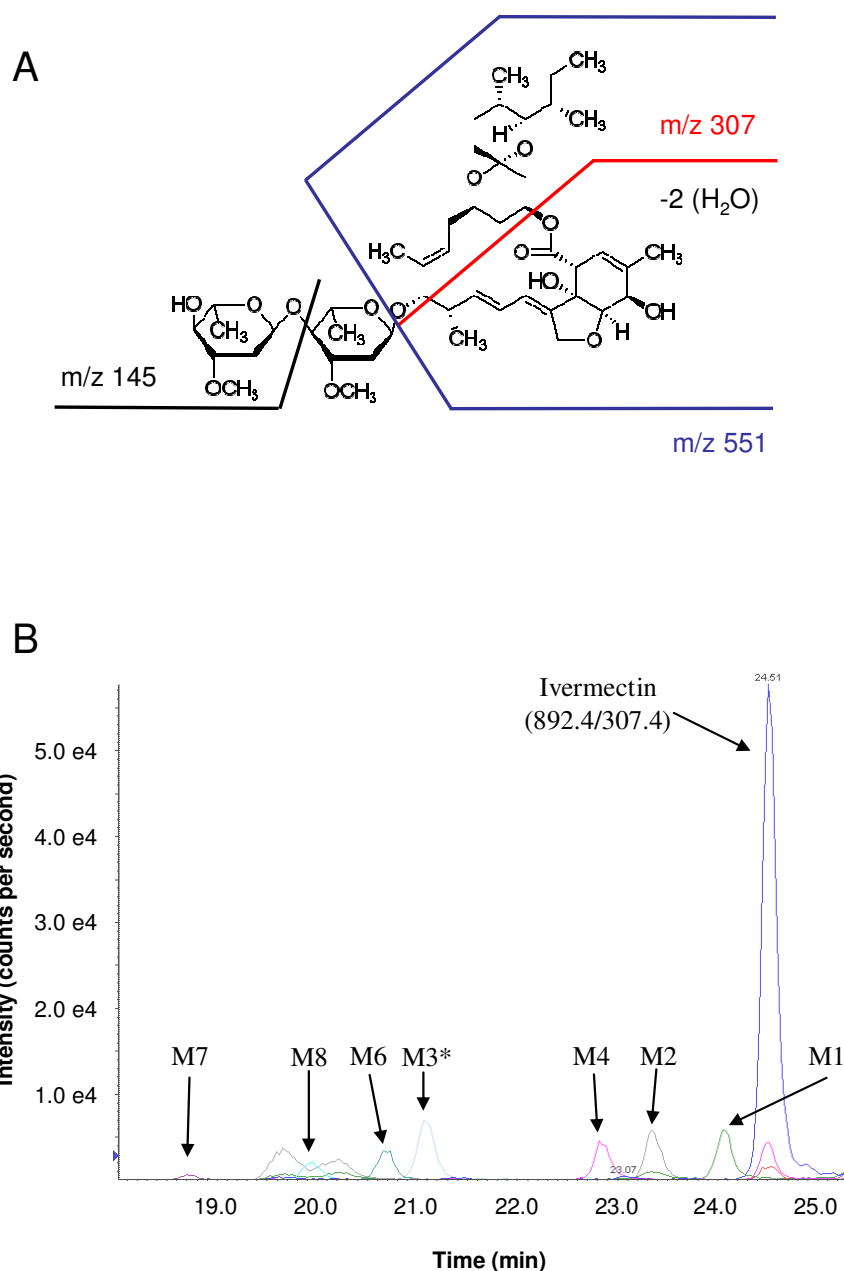 A
CH₃
CH₃
CH₃
H
m/z 307
O
O
-2 (H₂O)
O
H₃C
O
CH₃
HO
HO
O
O
O
O
OH
CH₃
CH₃
CH₃
O
H
m/z 145
OCH₃
OCH₃
m/z 551
B
Ivermectin
(892.4/307.4)
24.51
Intensity (counts per second)
5.0 e4
4.0 e4
3.0 e4
2.0 e4
1.0 e4
M7
M8
M6
M3*
M4
M2
M1
23.07
19.0
20.0
21.0
22.0
23.0
24.0
25.0
Time (min)